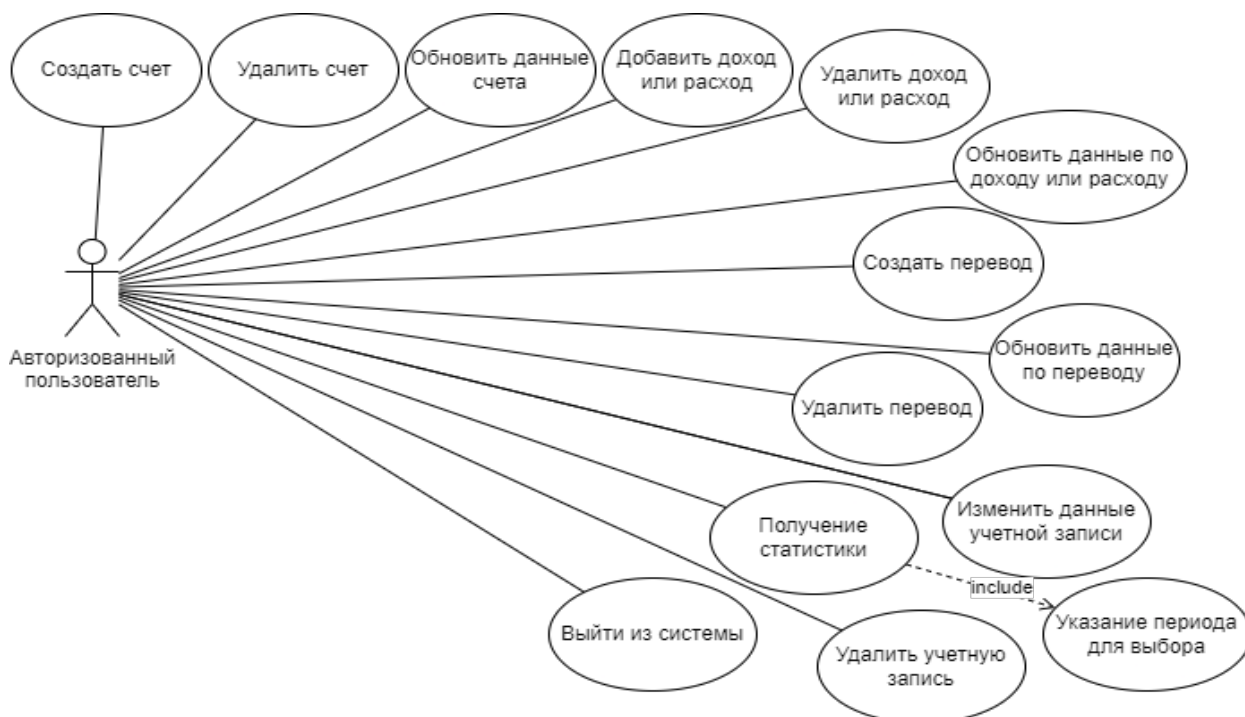 Создать счет
Удалить счет
Обновить данные
счета
Добавить доход
или расход
Удалить доход
или расход
Обновить данные по
доходу или расходу
Создать перевод
Авторизованный
пользователь
Обновить данные
по переводу
Удалить перевод
Изменить данные
учетной записи
Получение
статистики
include
Указание периода
для выбора
Выйти из системы
Удалить учетную
запись